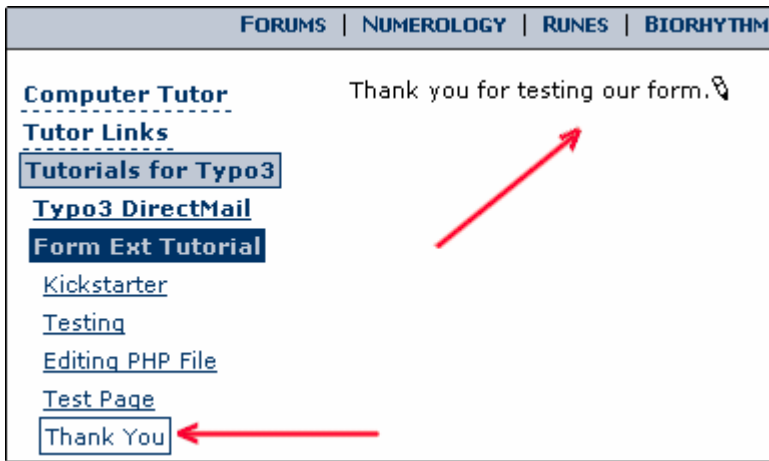 FORUMS | NUMEROLOGY | RUNES | BIORHYTHM
Computer Tutor
Thank you for testing our form.
Tutor Links
Tutorials for Typo3
Typo3 DirectMail
Form Ext Tutorial
Kickstarter
Testing
Editing PHP File
Test Page
Thank You